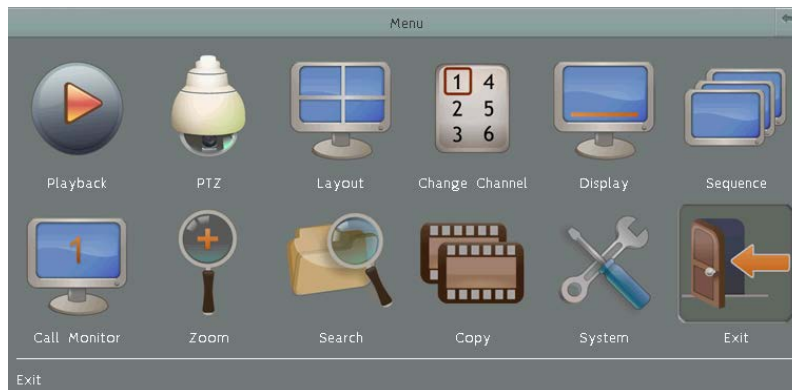 Menu
Playback PTZ Layout Change Channel Display Sequence
1 4
2 5
3 6
Call Monitor Zoom Search Copy System Exit
1
Exit